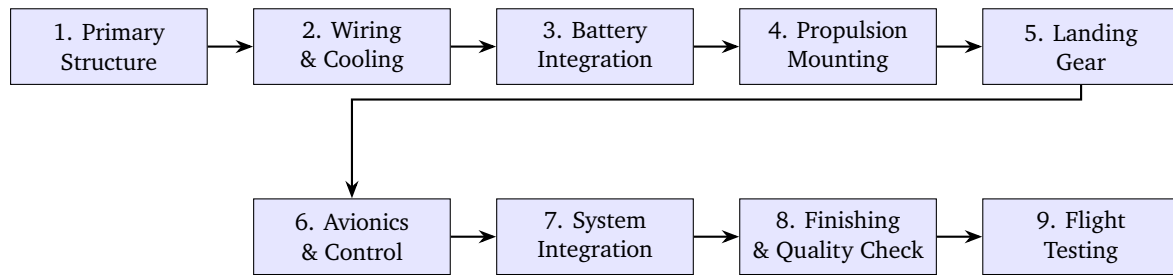 1. Primary
Structure
2. Wiring
& Cooling
3. Battery
Integration
4. Propulsion
Mounting
5. Landing
Gear
6. Avionics
& Control
7. System
Integration
8. Finishing
& Quality Check
9. Flight
Testing